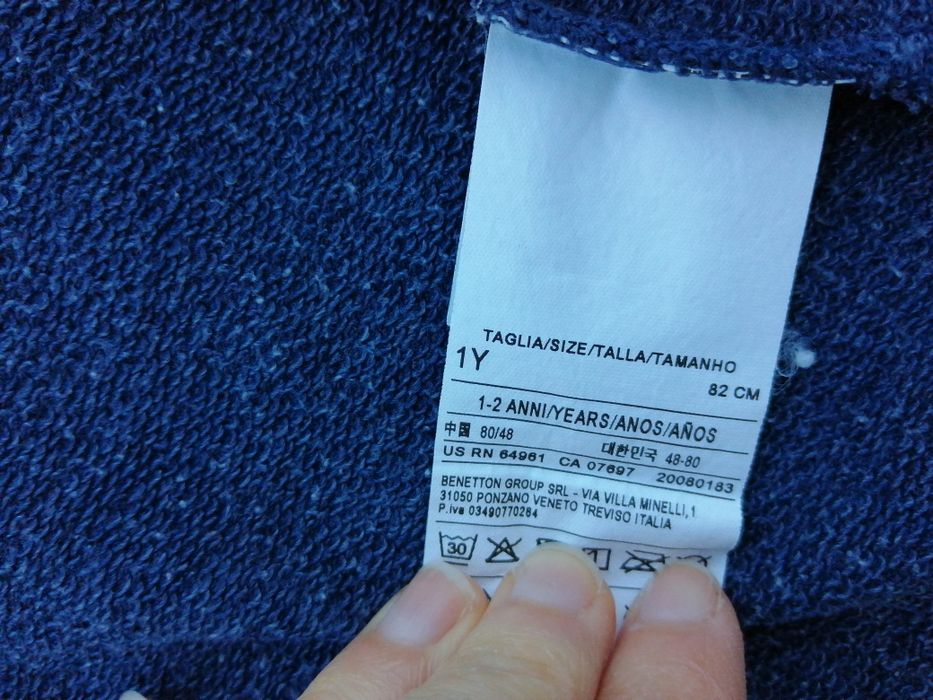 TAGLIA/SIZE/TALLA/TAMANHO
1Y
82 CM
1-2 ANNI/YEARS/ANOS/AÑOS
中国 80/48 대한민국 48-80
US RN 64961 CA 07697 20080183
BENETTON GROUP SRL - VIA VILLA MINELLI,1
31050 PONZANO VENETO TREVISO ITALIA
P.iva 03490770264
30